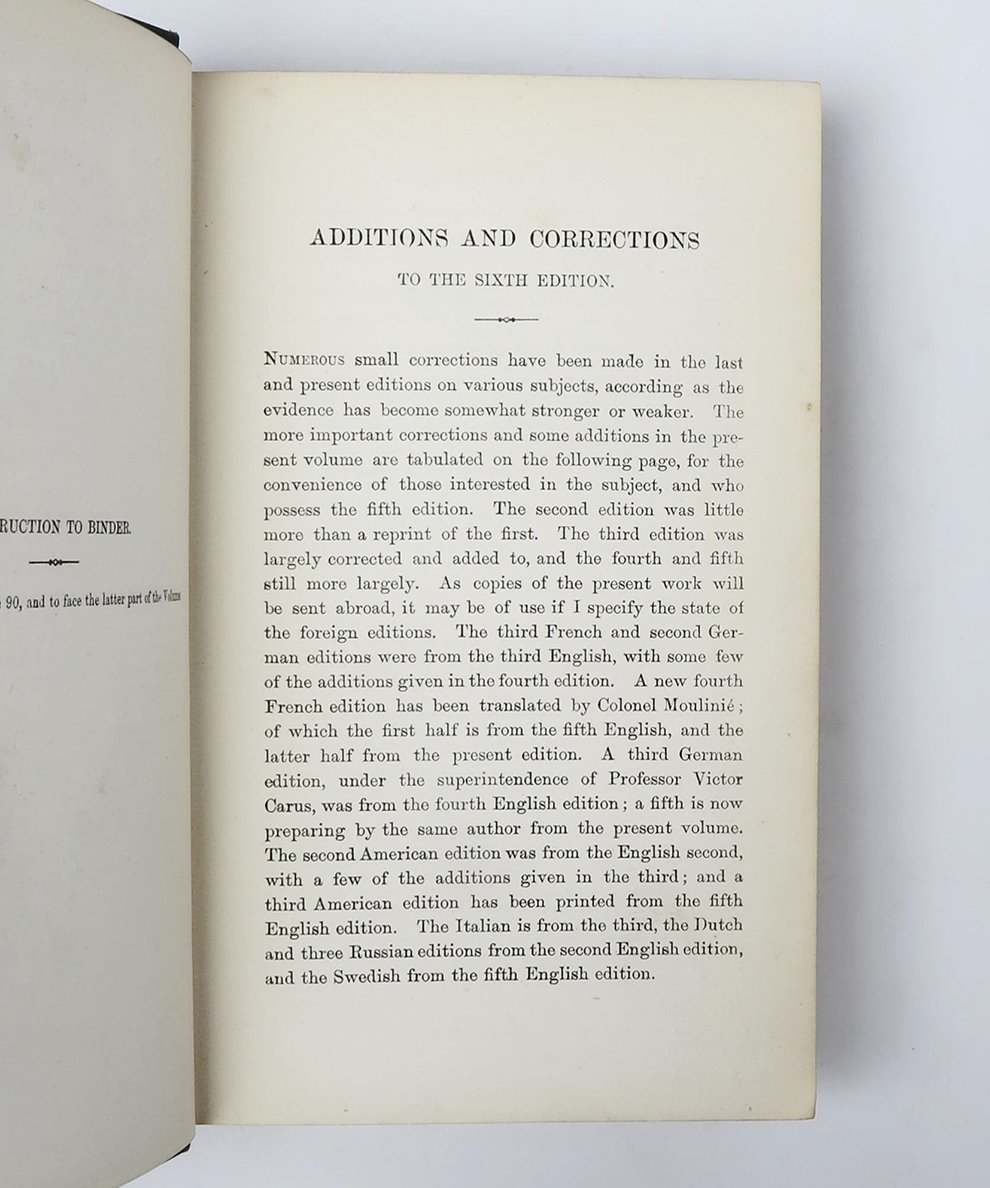 RUCTION TO BINDER.
90, and to face the latter part of the Volume
ADDITIONS AND CORRECTIONS
TO THE SIXTH EDITION.
NUMEROUS small corrections have been made in the last
and present editions on various subjects, according as the
evidence has become somewhat stronger or weaker. The
more important corrections and some additions in the pre-
sent volume are tabulated on the following page, for the
convenience of those interested in the subject, and who
possess the fifth edition. The second edition was little
more than a reprint of the first. The third edition was
largely corrected and added to, and the fourth and fifth
still more largely. As copies of the present work will
be sent abroad, it may be of use if I specify the state of
the foreign editions. The third French and second Ger-
man editions were from the third English, with some few
of the additions given in the fourth edition. A new fourth
French edition has been translated by Colonel Moulinié;
of which the first half is from the fifth English, and the
latter half from the present edition. A third German
edition, under the superintendence of Professor Victor
Carus, was from the fourth English edition; a fifth is now
preparing by the same author from the present volume.
The second American edition was from the English second,
with a few of the additions given in the third; and a
third American edition has been printed from the fifth
English edition. The Italian is from the third, the Dutch
and three Russian editions from the second English edition,
and the Swedish from the fifth English edition.